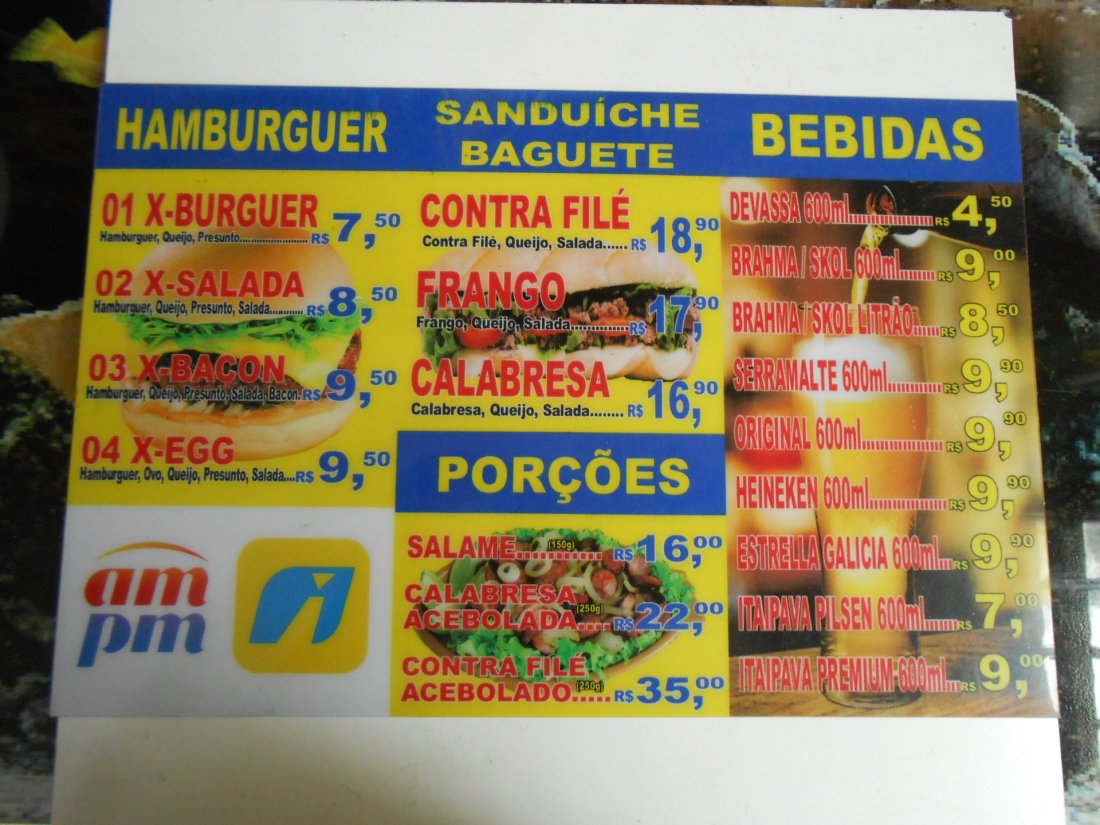 HAMBURGUER
01 X-BURGUER
Hamburguer, Queijo, Presunto........................ R$ 7,50
02 X-SALADA
Hamburguer, Queijo, Presunto, Salada............ R$ 8,50
03 X-BACON
Hamburguer, Queijo, Presunto, Salada, Bacon. R$ 9,50
04 X-EGG
Hamburguer, Ovo, Queijo, Presunto, Salada.... R$ 9,50
am
pm
SANDUÍCHE
BAGUETE
CONTRA FILÉ
Contra Filé, Queijo, Salada...... R$ 18,90
FRANGO
Frango, Queijo, Salada............... R$ 17,90
CALABRESA
Calabresa, Queijo, Salada........ R$ 16,90
PORÇÕES
SALAME............ (150g) R$ 16,00
CALABRESA
ACEBOLADA.... (250g) R$ 22,00
CONTRA FILÉ
ACEBOLADO..... (250g) R$ 35,00
BEBIDAS
DEVASSA 600ml.................. R$ 4,50
BRAHMA / SKOL 600ml........ R$ 9,00
BRAHMA / SKOL LITRÃO...... R$ 8,50
SERRAMALTE 600ml............ R$ 9,90
ORIGINAL 600ml................. R$ 9,90
HEINEKEN 600ml................. R$ 9,90
ESTRELLA GALICIA 600ml... R$ 9,90
ITAIPAVA PILSEN 600ml...... R$ 7,00
ITAIPAVA PREMIUM 600ml... R$ 9,00